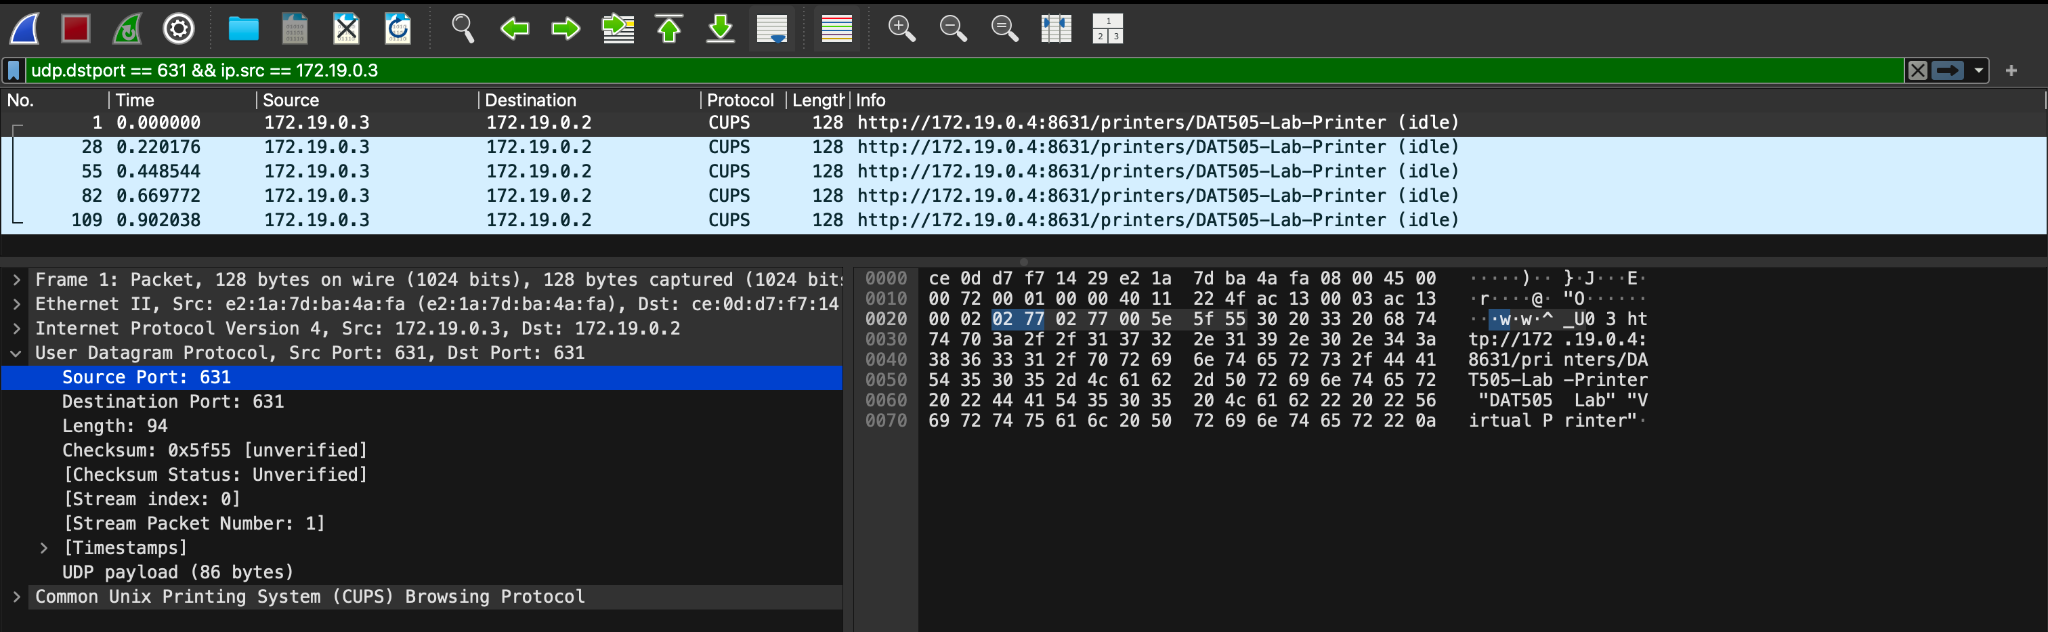 udp.dstport == 631 && ip.src == 172.19.0.3
No. Time Source Destination Protocol Length Info
1 0.000000 172.19.0.3 172.19.0.2 CUPS 128 http://172.19.0.4:8631/printers/DAT505-Lab-Printer (idle)
28 0.220176 172.19.0.3 172.19.0.2 CUPS 128 http://172.19.0.4:8631/printers/DAT505-Lab-Printer (idle)
55 0.448544 172.19.0.3 172.19.0.2 CUPS 128 http://172.19.0.4:8631/printers/DAT505-Lab-Printer (idle)
82 0.669772 172.19.0.3 172.19.0.2 CUPS 128 http://172.19.0.4:8631/printers/DAT505-Lab-Printer (idle)
109 0.902038 172.19.0.3 172.19.0.2 CUPS 128 http://172.19.0.4:8631/printers/DAT505-Lab-Printer (idle)
Frame 1: Packet, 128 bytes on wire (1024 bits), 128 bytes captured (1024 bit
Ethernet II, Src: e2:1a:7d:ba:4a:fa (e2:1a:7d:ba:4a:fa), Dst: ce:0d:d7:f7:14
Internet Protocol Version 4, Src: 172.19.0.3, Dst: 172.19.0.2
User Datagram Protocol, Src Port: 631, Dst Port: 631
Source Port: 631
Destination Port: 631
Length: 94
Checksum: 0x5f55 [unverified]
[Checksum Status: Unverified]
[Stream index: 0]
[Stream Packet Number: 1]
[Timestamps]
UDP payload (86 bytes)
Common Unix Printing System (CUPS) Browsing Protocol
0000 ce 0d d7 f7 14 29 e2 1a 7d ba 4a fa 08 00 45 00 ·····)·· }·J···E·
0010 00 72 00 01 00 00 40 11 22 4f ac 13 00 03 ac 13 ·r····@· "O······
0020 00 02 02 77 02 77 00 5e 5f 55 30 20 33 20 68 74 ···w·w·^ _U0 3 ht
0030 74 70 3a 2f 2f 31 37 32 2e 31 39 2e 30 2e 34 3a tp://172 .19.0.4:
0040 38 36 33 31 2f 70 72 69 6e 74 65 72 73 2f 44 41 8631/pri nters/DA
0050 54 35 30 35 2d 4c 61 62 2d 50 72 69 6e 74 65 72 T505-Lab -Printer
0060 20 22 44 41 54 35 30 35 20 4c 61 62 22 20 22 56 "DAT505 Lab" "V
0070 69 72 74 75 61 6c 20 50 72 69 6e 74 65 72 22 0a irtual P rinter"·